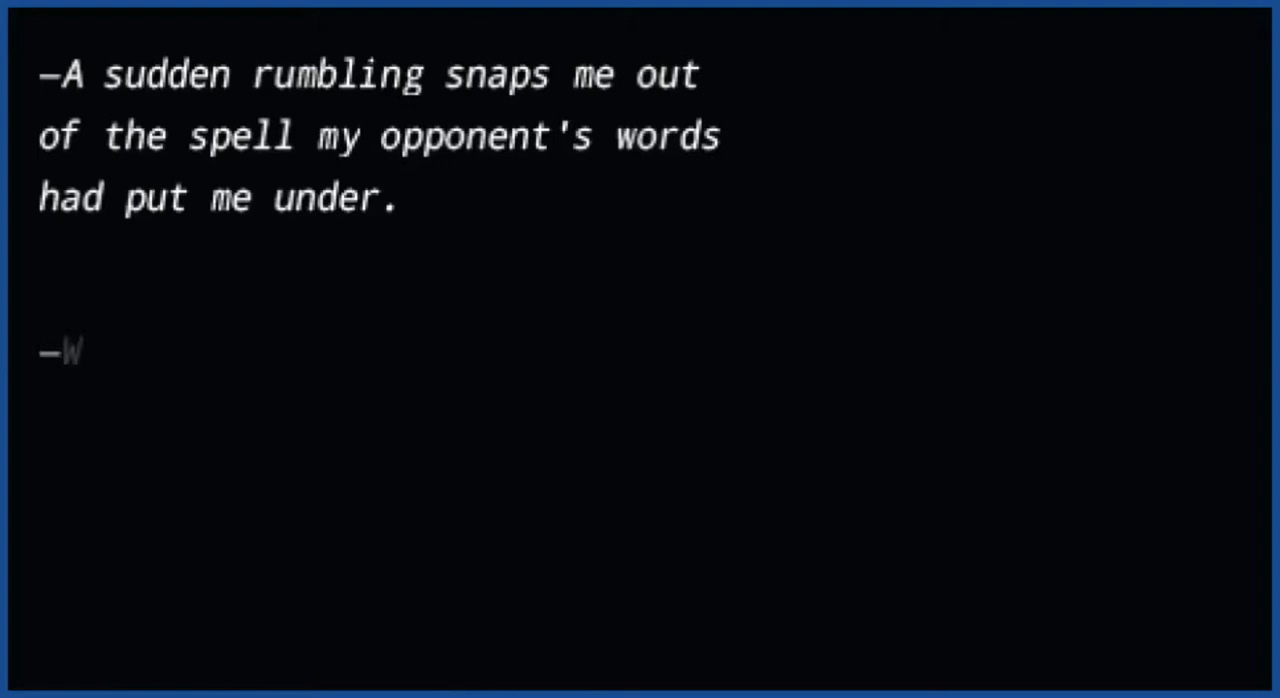 —A sudden rumbling snaps me out
of the spell my opponent's words
had put me under.
—W